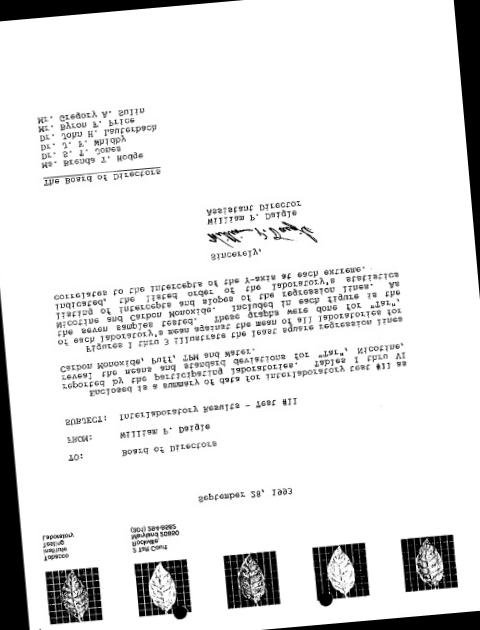 Tobacco
Institute
Testing
Laboratory
2 Taft Court
Rockville,
Maryland 20850
(301) 294-8582
September 28, 1993
TO: Board of Directors
FROM: William F. Daigle
SUBJECT: Interlaboratory Results - Test #11
Enclosed is a summary of data for interlaboratory test #11 as
reported by the participating laboratories. Tables I thru VI
reveal the means and standard deviations for "Tar", Nicotine,
Carbon Monoxide, Puff, TPM and Water.
Figures 1 thru 3 illustrate the least square regression lines
of each laboratory's mean against the mean of all laboratories for
the seven samples tested. These graphs were done for "Tar",
Nicotine and Carbon Monoxide. Included in each figure is the
listing of intercepts and slopes of the regression lines. As
indicated, the listed order of the laboratory's statistics
correlates to the intercepts of the Y-axis at each extreme.
Sincerely,
William F. Daigle
Assistant Director
The Board of Directors
Ms. Brenda T. Hodge
Dr. S. T. Jones
Dr. J. F. Whidby
Dr. John H. Lauterbach
Mr. Byron F. Price
Mr. Gregory A. Sulin